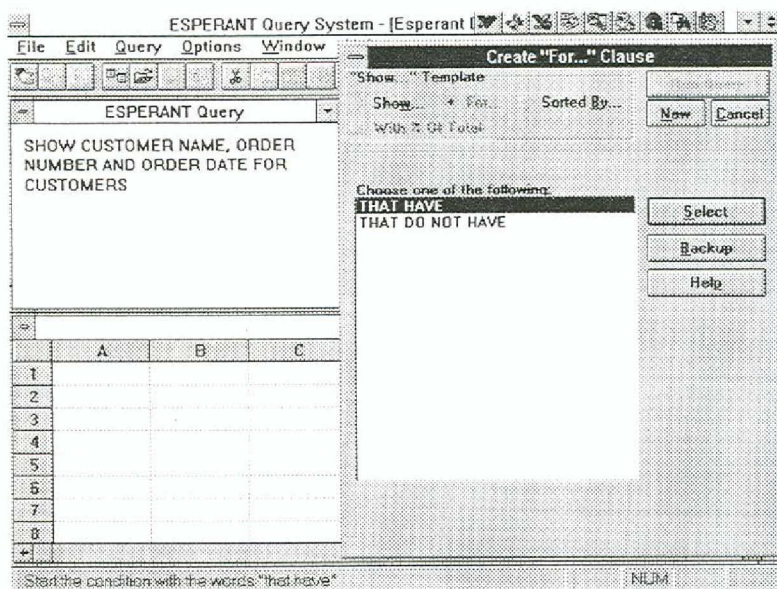 ESPERANT Query System - [Esperant
File Edit Query Options Window
ESPERANT Query
SHOW CUSTOMER NAME, ORDER
NUMBER AND ORDER DATE FOR
CUSTOMERS
A B C
1
2
3
4
5
6
7
8
Create "For..." Clause
"Show..." Template
Show... For... Sorted By...
With % Of Total
New Cancel
Choose one of the following:
THAT HAVE
THAT DO NOT HAVE
Select
Backup
Help
Start the condition with the words "that have"
NUM